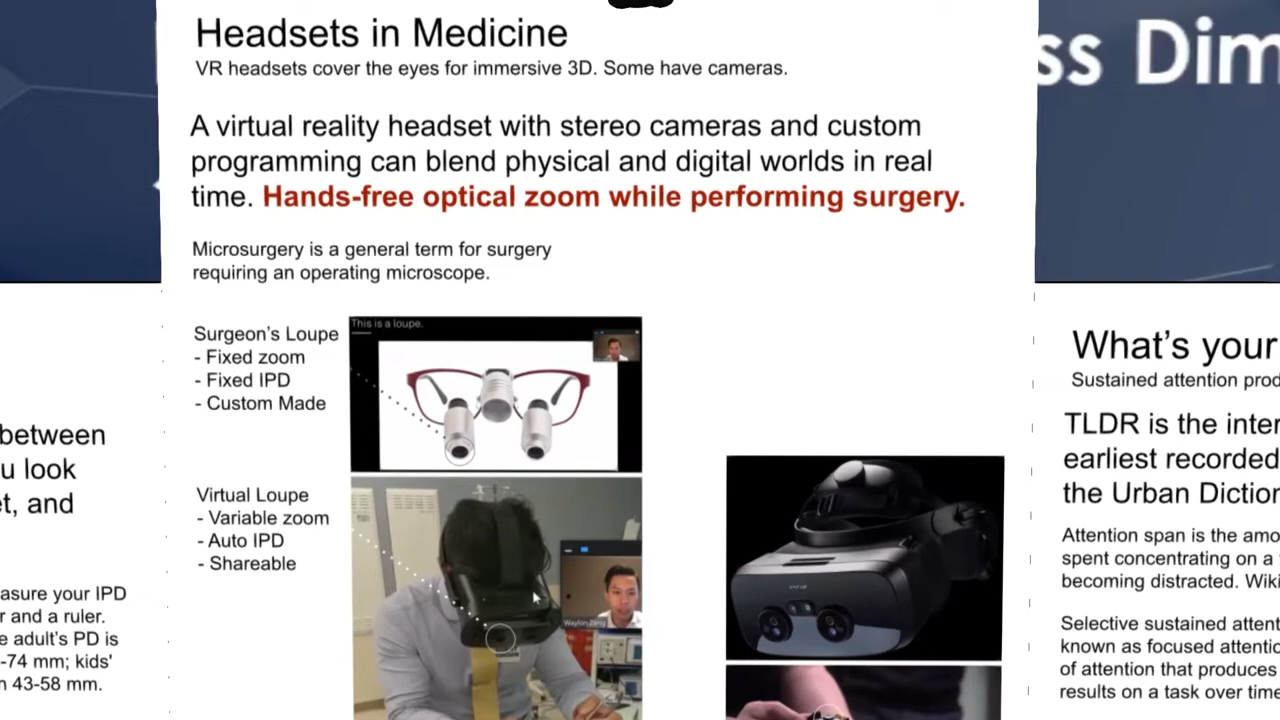 ss Dim
Headsets in Medicine
VR headsets cover the eyes for immersive 3D. Some have cameras.
A virtual reality headset with stereo cameras and custom
programming can blend physical and digital worlds in real
time. Hands-free optical zoom while performing surgery.
Microsurgery is a general term for surgery
requiring an operating microscope.
Surgeon's Loupe
- Fixed zoom
- Fixed IPD
- Custom Made
This is a loupe.
Virtual Loupe
- Variable zoom
- Auto IPD
- Shareable
Waylon Zeng
between
u look
et, and
asure your IPD
r and a ruler.
e adult's PD is
-74 mm; kids'
n 43-58 mm.
What's your
Sustained attention prod
TLDR is the inter
earliest recorded
the Urban Diction
Attention span is the amo
spent concentrating on a
becoming distracted. Wiki
Selective sustained attent
known as focused attentio
of attention that produces
results on a task over time